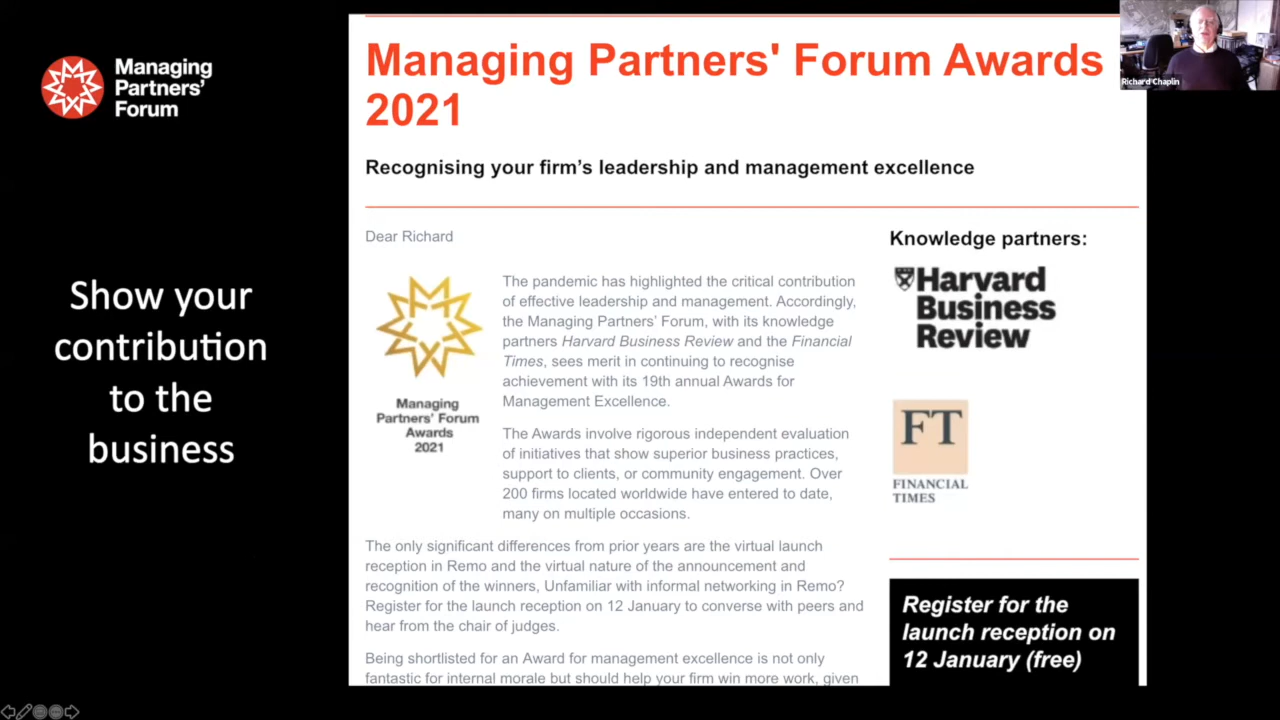 Managing
Partners'
Forum
Show your
contribution
to the
business
Managing Partners' Forum Awards
2021
Recognising your firm's leadership and management excellence
Dear Richard
Managing
Partners' Forum
Awards
2021
The pandemic has highlighted the critical contribution
of effective leadership and management. Accordingly,
the Managing Partners' Forum, with its knowledge
partners Harvard Business Review and the Financial
Times, sees merit in continuing to recognise
achievement with its 19th annual Awards for
Management Excellence.
The Awards involve rigorous independent evaluation
of initiatives that show superior business practices,
support to clients, or community engagement. Over
200 firms located worldwide have entered to date,
many on multiple occasions.
The only significant differences from prior years are the virtual launch
reception in Remo and the virtual nature of the announcement and
recognition of the winners, Unfamiliar with informal networking in Remo?
Register for the launch reception on 12 January to converse with peers and
hear from the chair of judges.
Being shortlisted for an Award for management excellence is not only
fantastic for internal morale but should help your firm win more work, given
Knowledge partners:
Harvard
Business
Review
FT
FINANCIAL
TIMES
Register for the
launch reception on
12 January (free)
Richard Chaplin